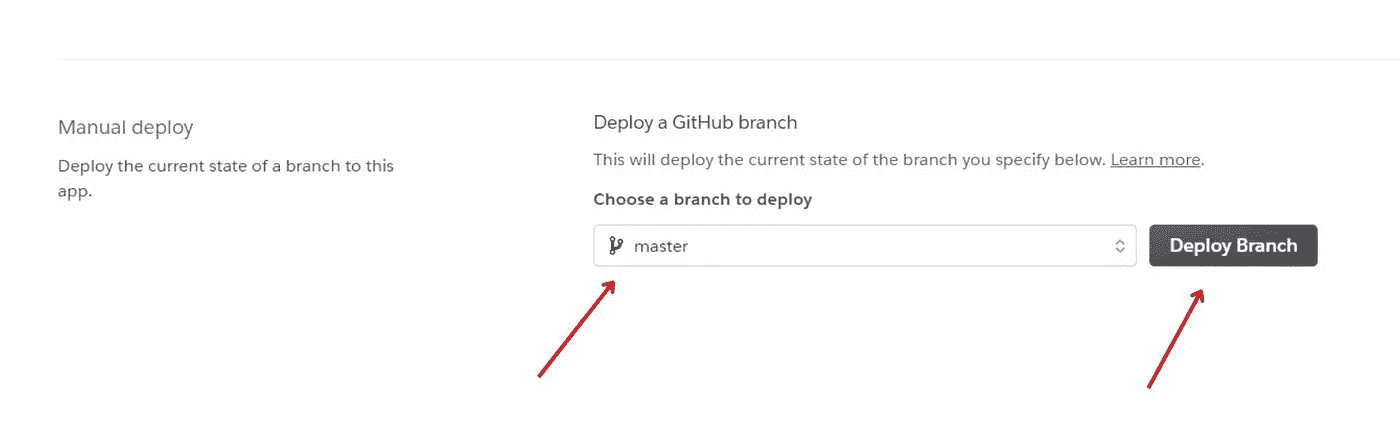 Manual deploy
Deploy the current state of a branch to this
app.
Deploy a GitHub branch
This will deploy the current state of the branch you specify below. Learn more.
Choose a branch to deploy
master
Deploy Branch